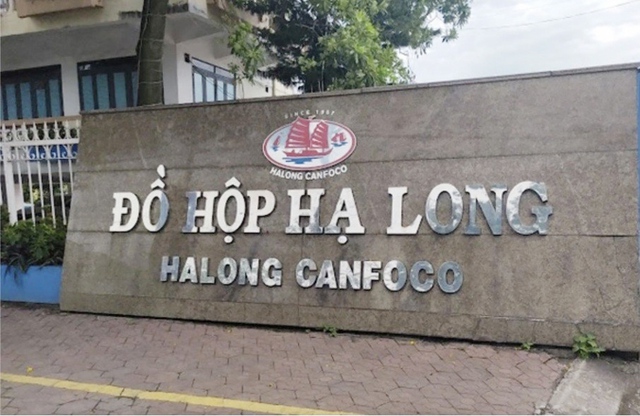 SINCE 1957
HALONG CANFOCO
ĐỒ HỘP HẠ LONG
HALONG CANFOCO